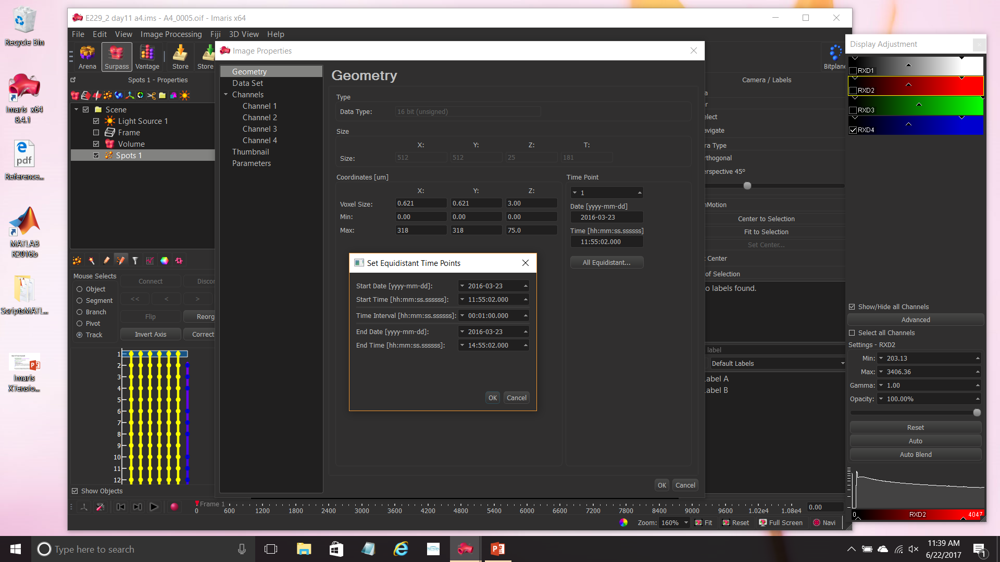 Recycle Bin
Imaris x64
8.4.1
Reference...
MATLAB
R2016b
ScriptsMATL...
Imaris
XTensio...
E229_2 day11 a4.ims - A4_0005.oif - Imaris x64
File Edit View Image Processing Fiji 3D View Help
Arena Surpass Vantage Store Store
Spots 1 - Properties
Scene
Light Source 1
Frame
Volume
Spots 1
Mouse Selects
Object
Segment
Branch
Pivot
Track
Connect Discon
<< < >
Flip Reorg
Invert Axis Correct
1
2
3
4
5
6
7
8
9
10
11
12
Show Objects
Image Properties
Geometry
Data Set
Channels
Channel 1
Channel 2
Channel 3
Channel 4
Thumbnail
Parameters
Geometry
Type
Data Type: 16 bit (unsigned)
Size
X: Y: Z: T:
Size: 512 512 25 181
Coordinates [um]
X: Y: Z:
Voxel Size: 0.621 0.621 3.00
Min: 0.00 0.00 0.00
Max: 318 318 75.0
Time Point
1
Date [yyyy-mm-dd]
2016-03-23
Time [hh:mm:ss.ssssss]
11:55:02.000
All Equidistant...
Set Equidistant Time Points
Start Date [yyyy-mm-dd]: 2016-03-23
Start Time [hh:mm:ss.ssssss]: 11:55:02.000
Time Interval [hh:mm:ss.ssssss]: 00:01:00.000
End Date [yyyy-mm-dd]: 2016-03-23
End Time [hh:mm:ss.ssssss]: 14:55:02.000
OK Cancel
OK Cancel
Bitplane
Camera / Labels
a
r
elect
avigate
ra Type
rthogonal
erspective 45º
nMotion
Center to Selection
Fit to Selection
Set Center...
Center
of Selection
o labels found.
label
Default Labels
Label A
Label B
Frame 1
0 600 1200 1800 2400 3000 3600 4200 4800 5400 6000 6600 7200 7800 8400 9000 9600 1.02e4 1.08e4
0.00
Zoom: 160% Fit Reset Full Screen Navi
Display Adjustment
RXD1
RXD2
RXD3
RXD4
Show/Hide all Channels
Advanced
Select all Channels
Settings - RXD2
Min: 203.13
Max: 3406.36
Gamma: 1.00
Opacity: 100.00%
Reset
Auto
Auto Blend
0 RXD2 4047
Type here to search
11:39 AM
6/22/2017
1